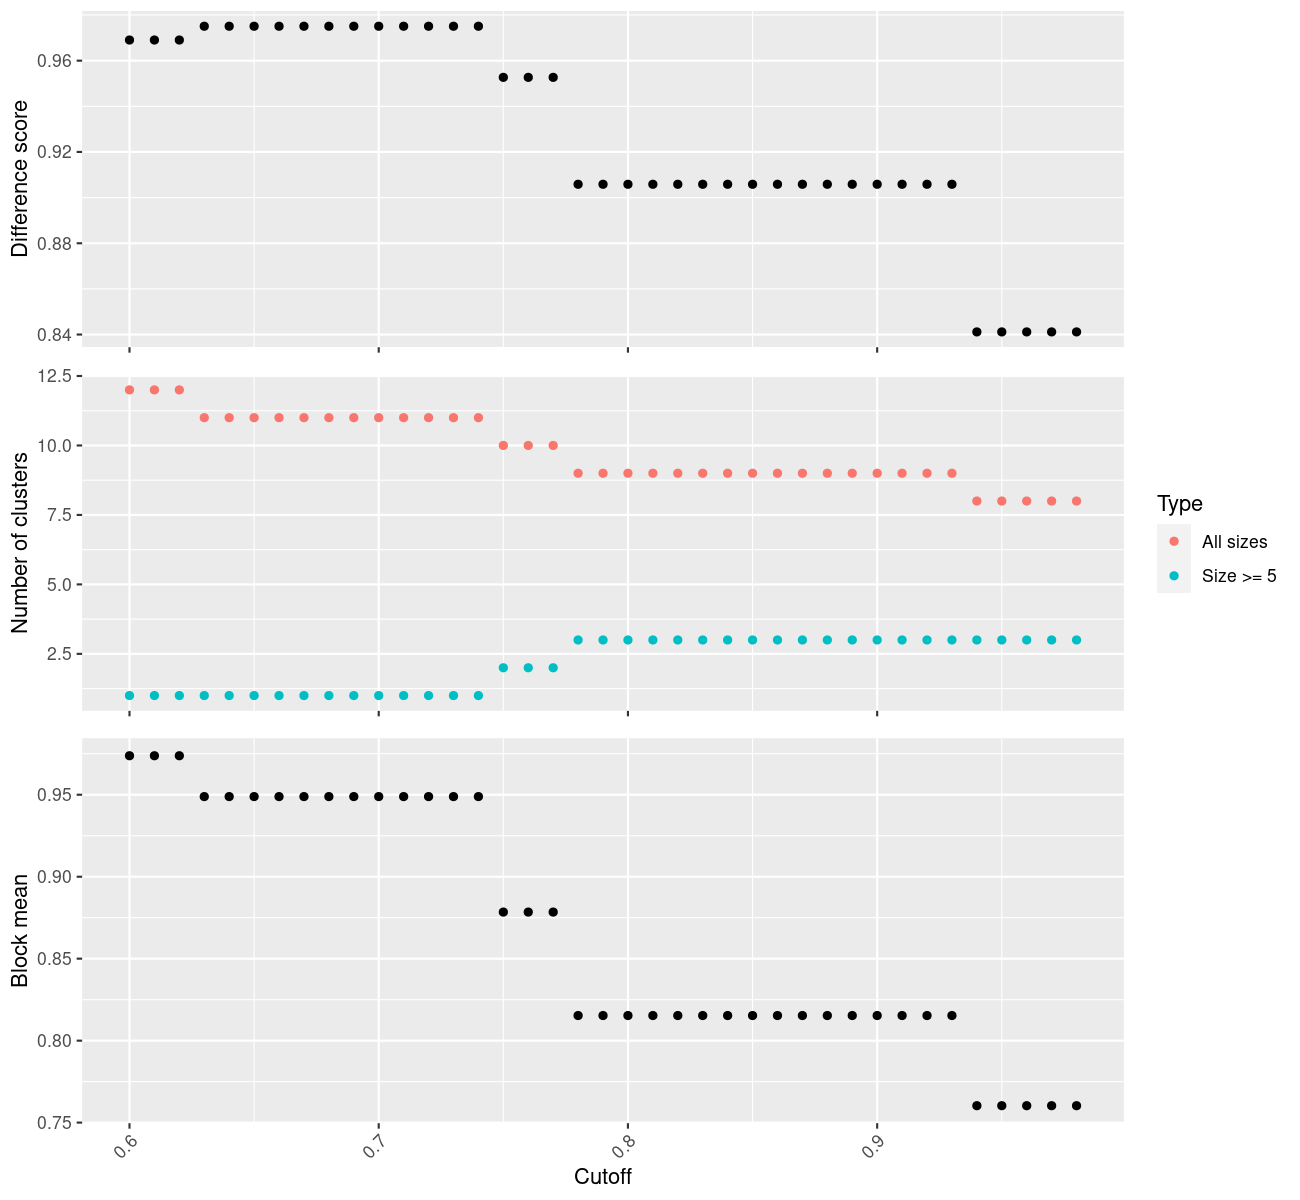 Difference score
0.96
0.92
0.88
0.84
Number of clusters
12.5
10.0
7.5
5.0
2.5
Type
All sizes
Size >= 5
Block mean
0.95
0.90
0.85
0.80
0.75
0.6
0.7
0.8
0.9
Cutoff